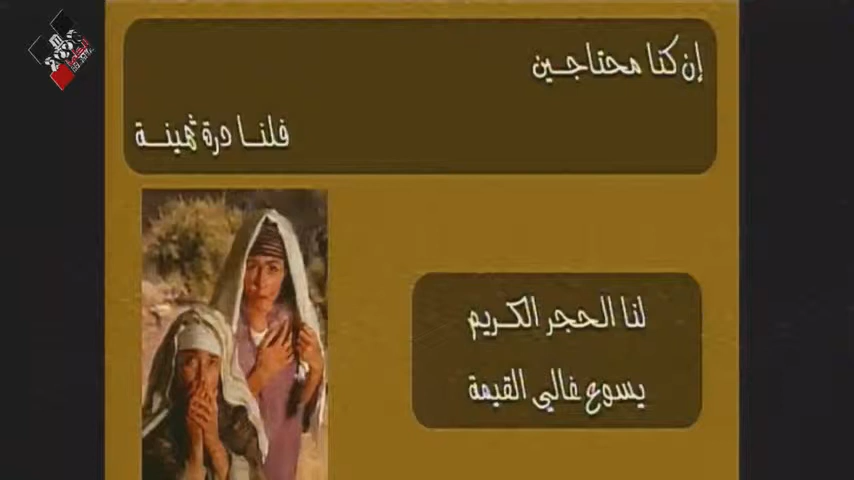 إن كنا محتاجين
فلنا درة ثمينة
لنا الحجر الكريم
يسوع غالي القيمة